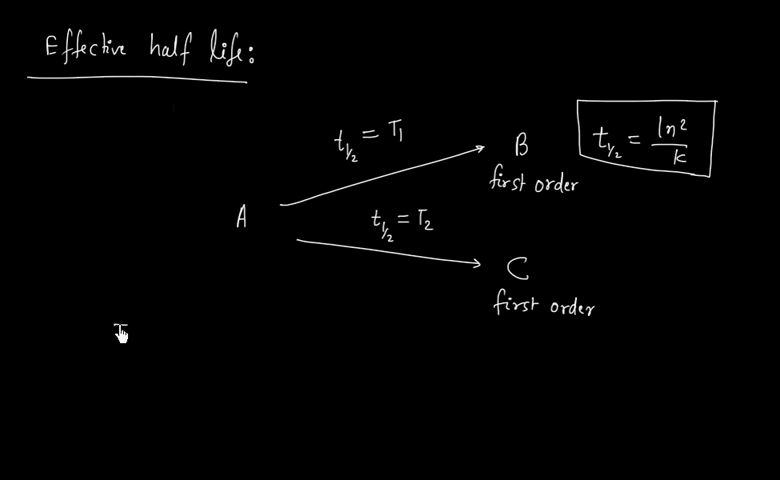 Effective half life:
t1/2 = T1
B
first order
t1/2 = ln2/k
A
t1/2 = T2
C
first order